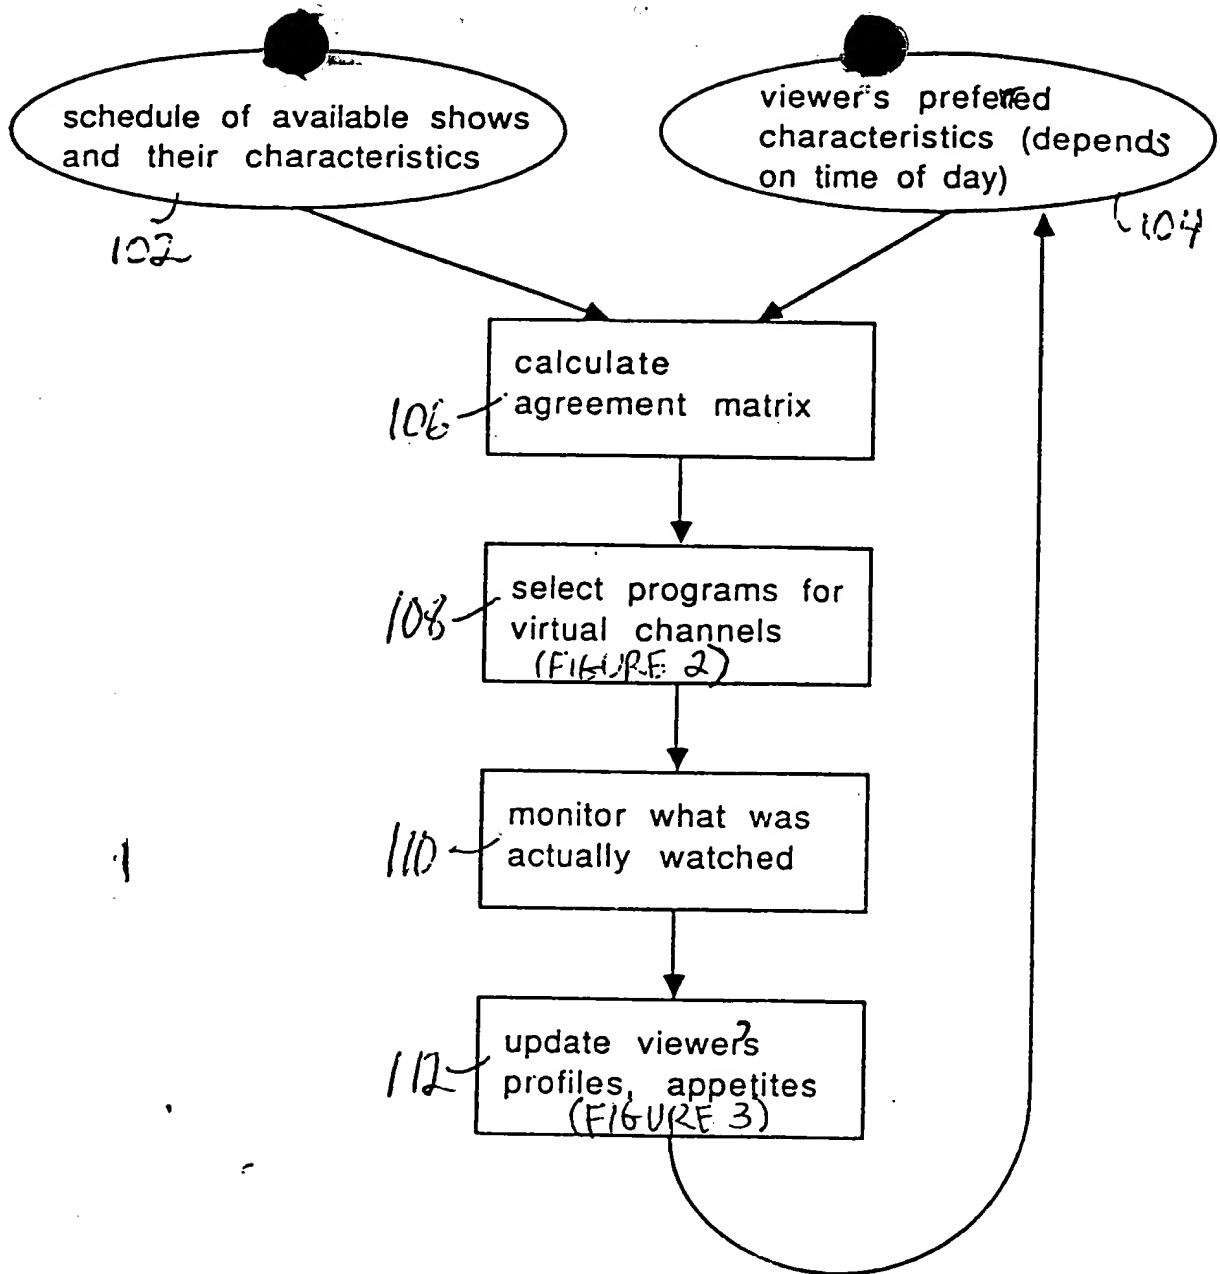 schedule of available shows
and their characteristics
102
viewer's preferred
characteristics (depends
on time of day)
104
calculate
agreement matrix
106
select programs for
virtual channels
(FIGURE 2)
108
monitor what was
actually watched
110
update viewer's
profiles, appetites
(FIGURE 3)
112